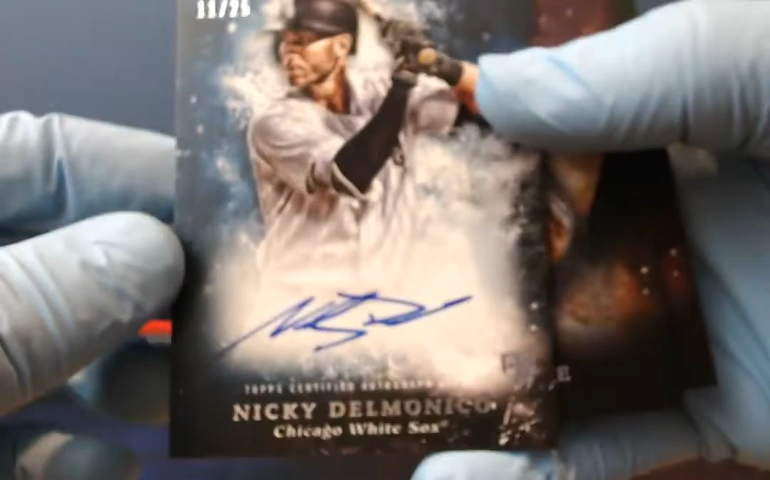 11/25
TOPPS CERTIFIED AUTOGRAPH
NICKY DELMONICO
Chicago White Sox